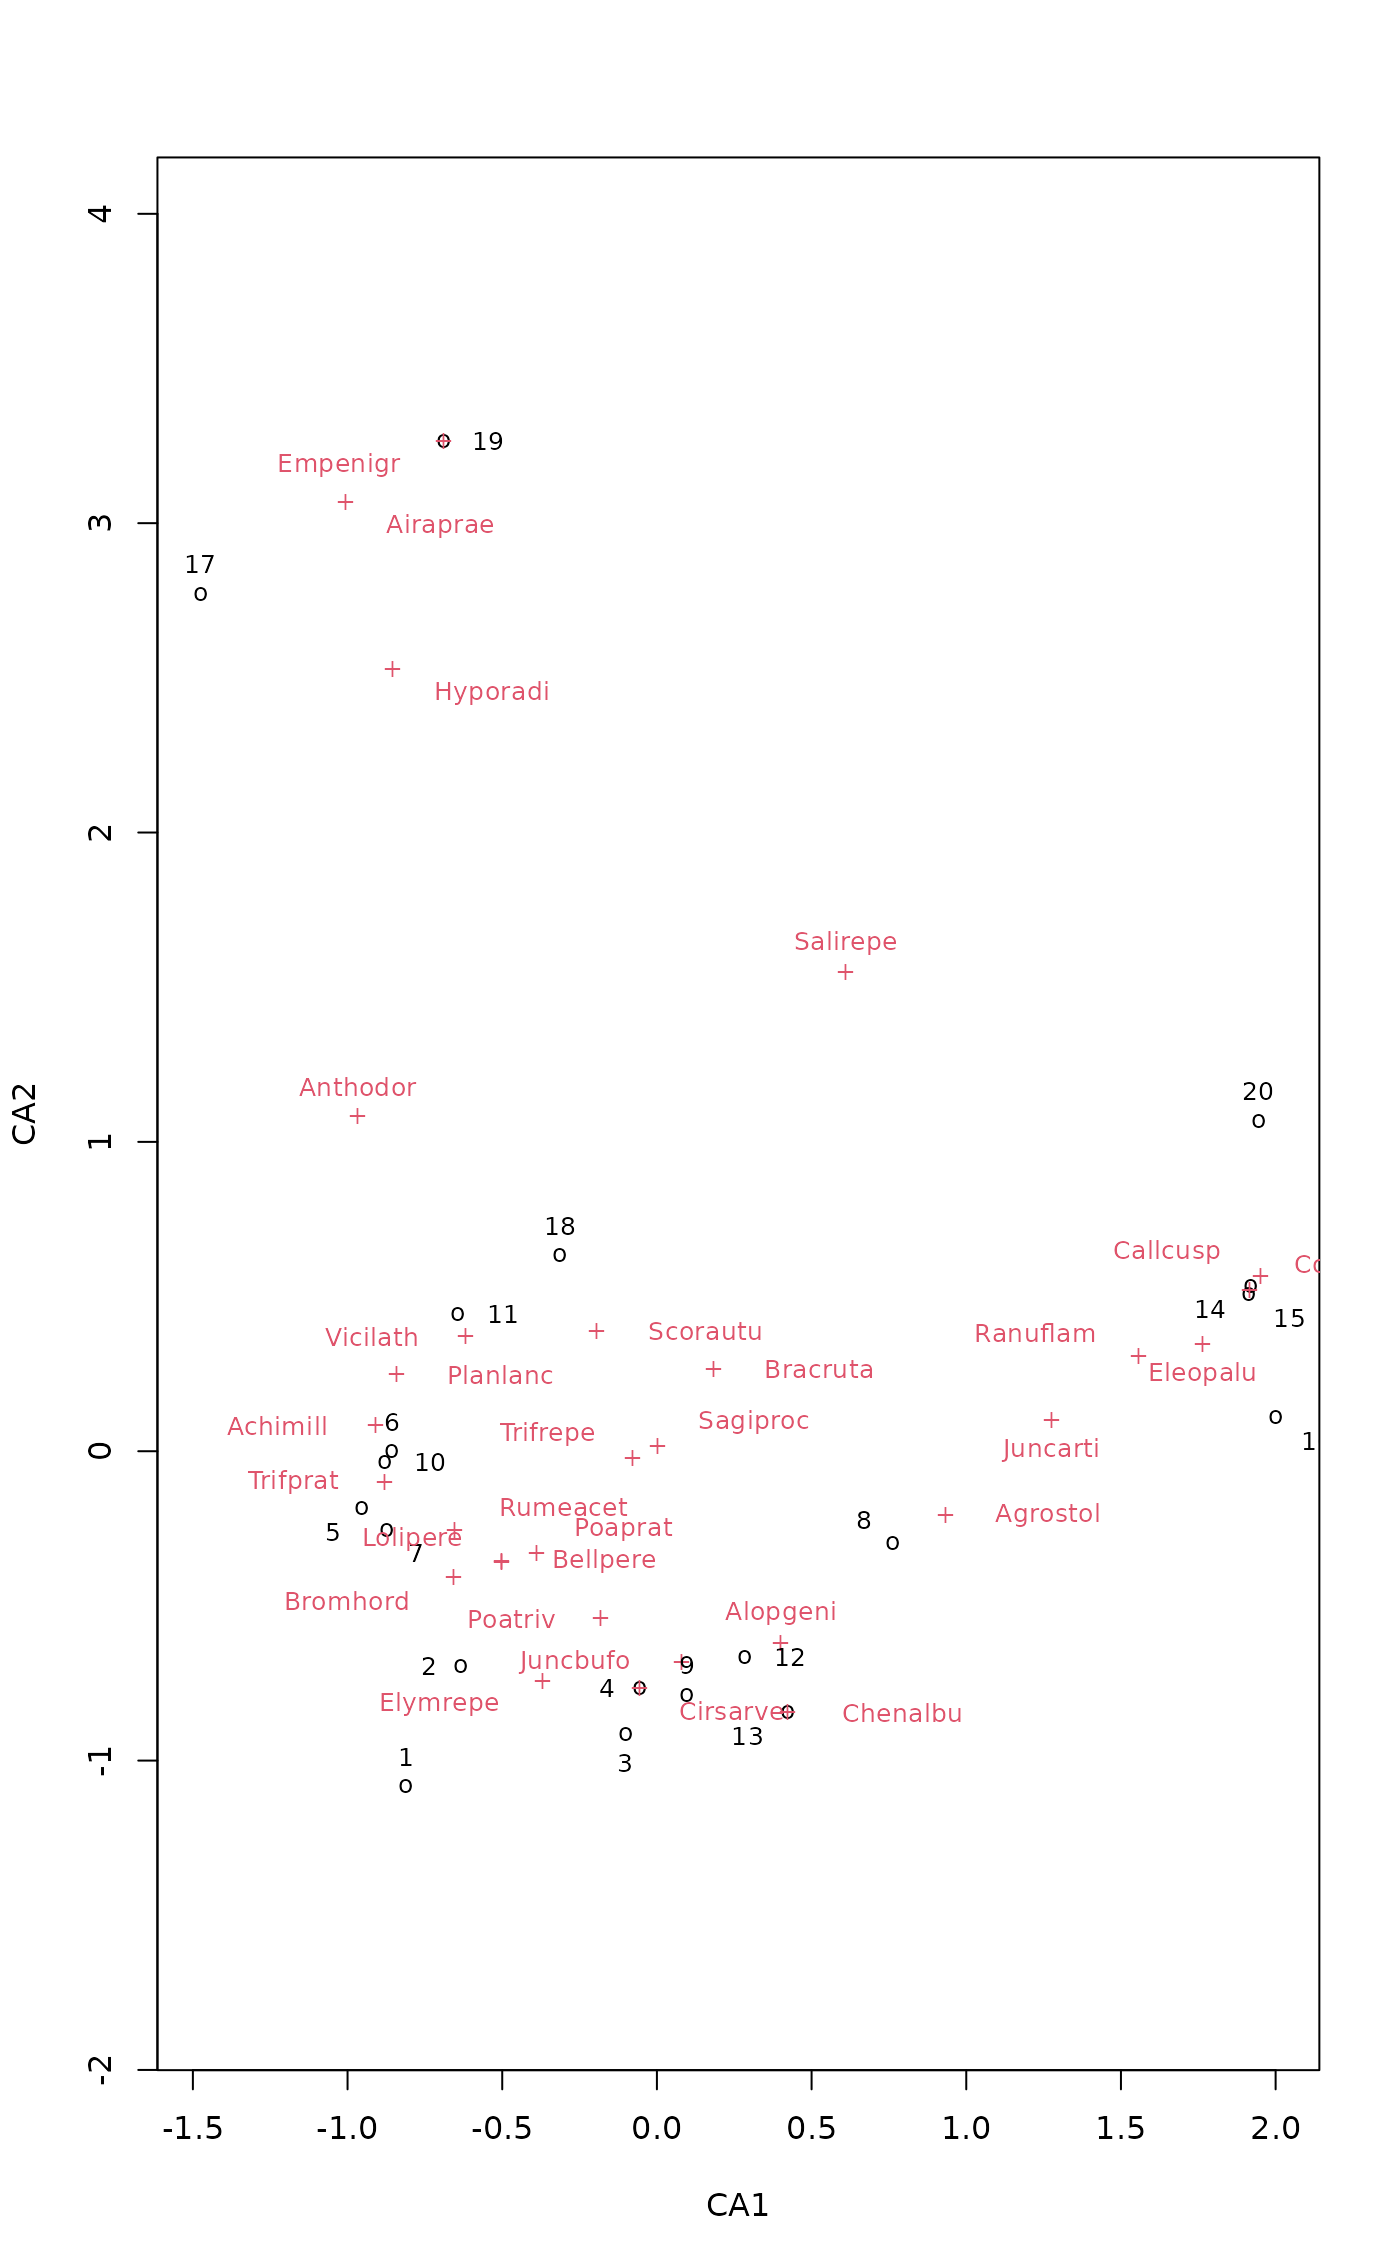 4
19
Empenigr
3
Airaprae
17
Hyporadi
2
Salirepe
Anthodor
20
1
CA2
18
Callcusp
Co
14
11
15
Vicilath
Scorautu
Ranuflam
Planlanc
Bracruta
Eleopalu
6
Achimill
Trifrepe
Sagiproc
0
10
Juncarti
1
Trifprat
Rumeacet
Agrostol
5
Lolipere
Poaprat
8
7
Bellpere
Bromhord
Poatriv
Alopgeni
2
Juncbufo
9
12
4
Elymrepe
Cirsarve
Chenalbu
13
-1
1
3
-2
-1.5 -1.0 -0.5 0.0 0.5 1.0 1.5 2.0
CA1